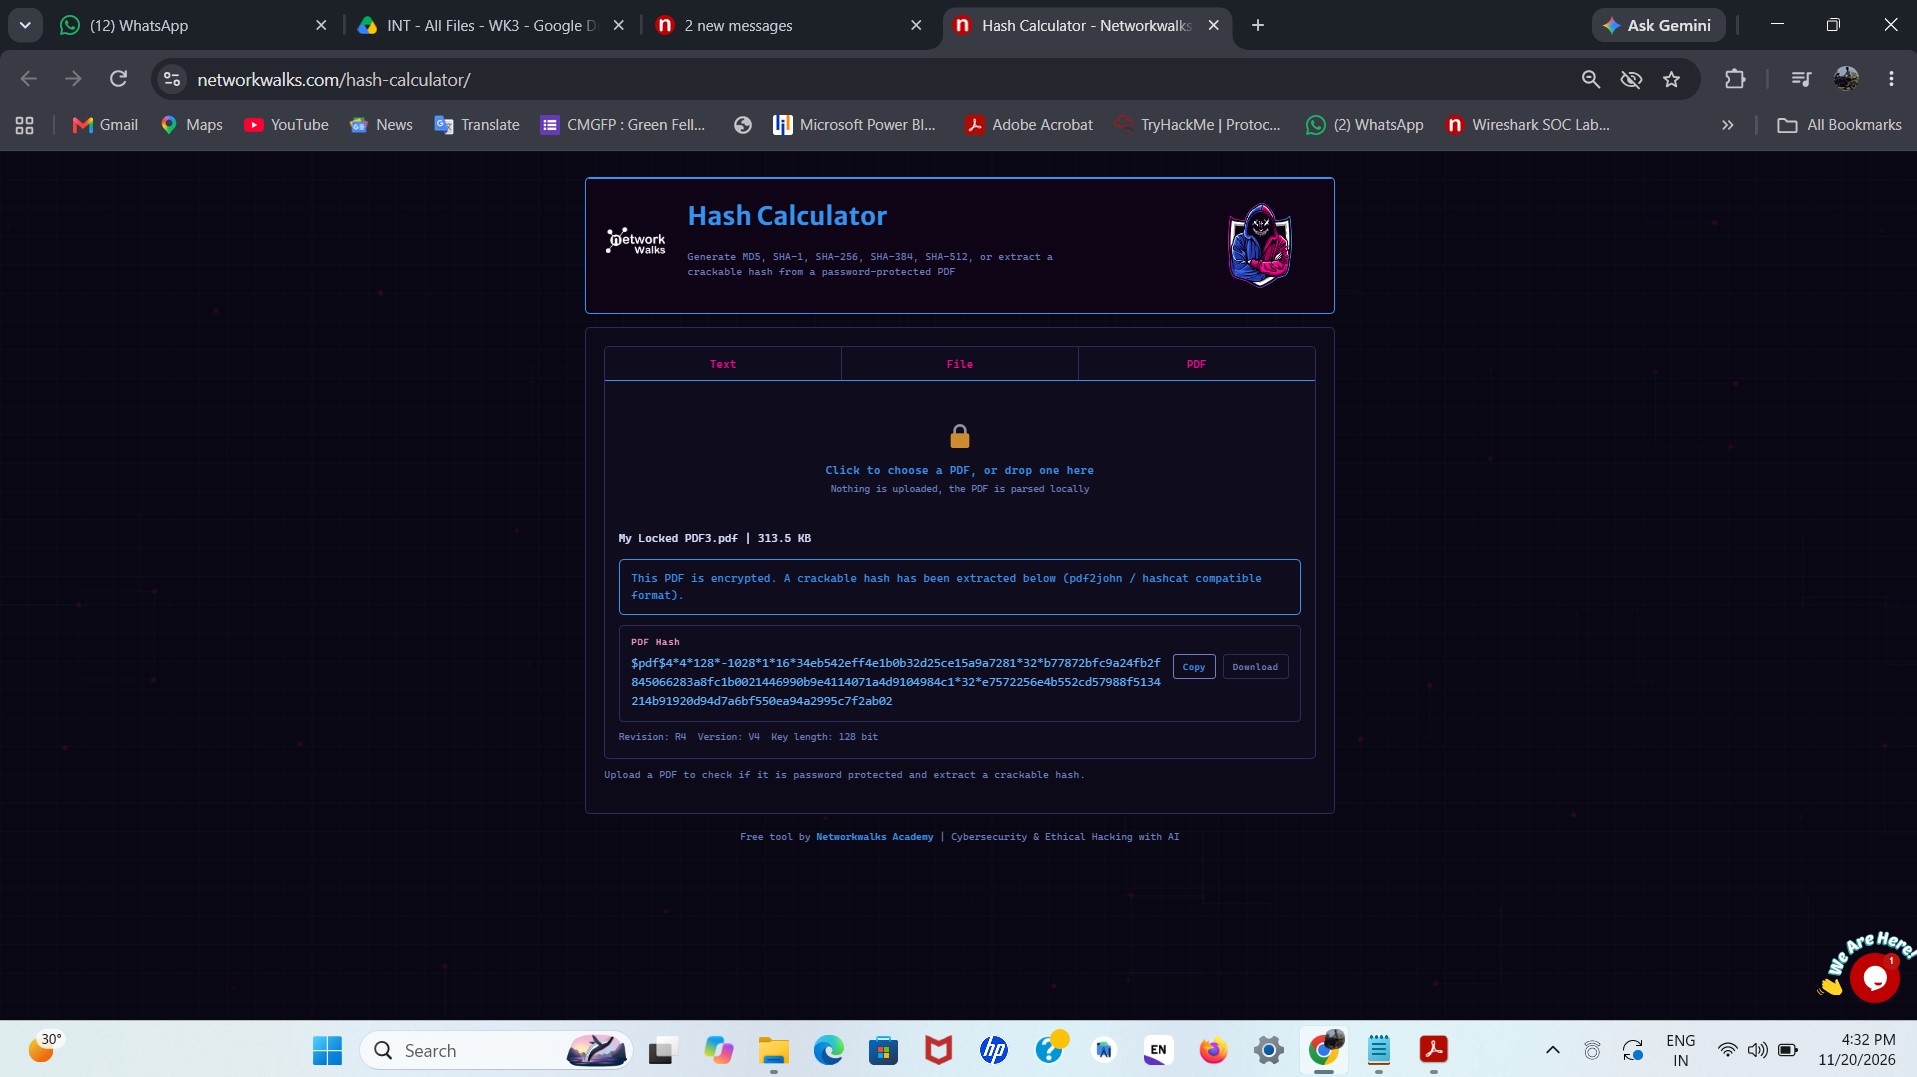 (12) WhatsApp
INT - All Files - WK3 - Google D
2 new messages
Hash Calculator - Networkwalks
Ask Gemini
networkwalks.com/hash-calculator/
Gmail
Maps
YouTube
News
Translate
CMGFP : Green Fell...
Microsoft Power BI...
Adobe Acrobat
TryHackMe | Protoc...
(2) WhatsApp
Wireshark SOC Lab...
»
All Bookmarks
network
Walks
Hash Calculator
Generate MD5, SHA-1, SHA-256, SHA-384, SHA-512, or extract a
crackable hash from a password-protected PDF
Text
File
PDF
Click to choose a PDF, or drop one here
Nothing is uploaded, the PDF is parsed locally
My Locked PDF3.pdf | 313.5 KB
This PDF is encrypted. A crackable hash has been extracted below (pdf2john / hashcat compatible
format).
PDF Hash
$pdf$4*4*128*-1028*1*16*34eb542eff4e1b0b32d25ce15a9a7281*32*b77872bfc9a24fb2f
845066283a8fc1b0021446990b9e4114071a4d9104984c1*32*e7572256e4b552cd57988f5134
214b91920d94d7a6bf550ea94a2995c7f2ab02
Copy
Download
Revision: R4 Version: V4 Key length: 128 bit
Upload a PDF to check if it is password protected and extract a crackable hash.
Free tool by Networkwalks Academy | Cybersecurity & Ethical Hacking with AI
We Are Here!
1
30°
Search
EN
ENG
IN
4:32 PM
11/20/2026